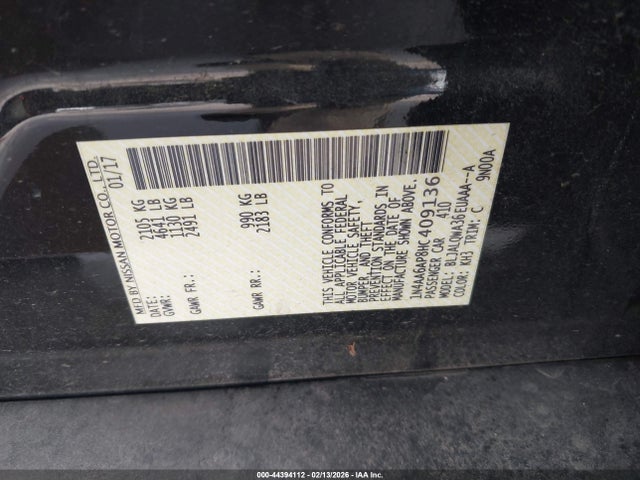 MFD BY NISSAN MOTOR CO., LTD.
DATE: 01/17
GVWR: 2105 KG
4641 LB
GWR FR.: 1130 KG
2491 LB
GWR RR.: 990 KG
2183 LB
THIS VEHICLE CONFORMS TO
ALL APPLICABLE FEDERAL
MOTOR VEHICLE SAFETY,
BUMPER, AND THEFT
PREVENTION STANDARDS IN
EFFECT ON THE DATE OF
MANUFACTURE SHOWN ABOVE.
1N4AA6AP8HC409136
PASSENGER CAR 410
MODEL: BLJALQWA36EUAAA--A
COLOR: KH3 TRIM: C 9N00A
000-44394112 - 02/13/2026 - IAA Inc.